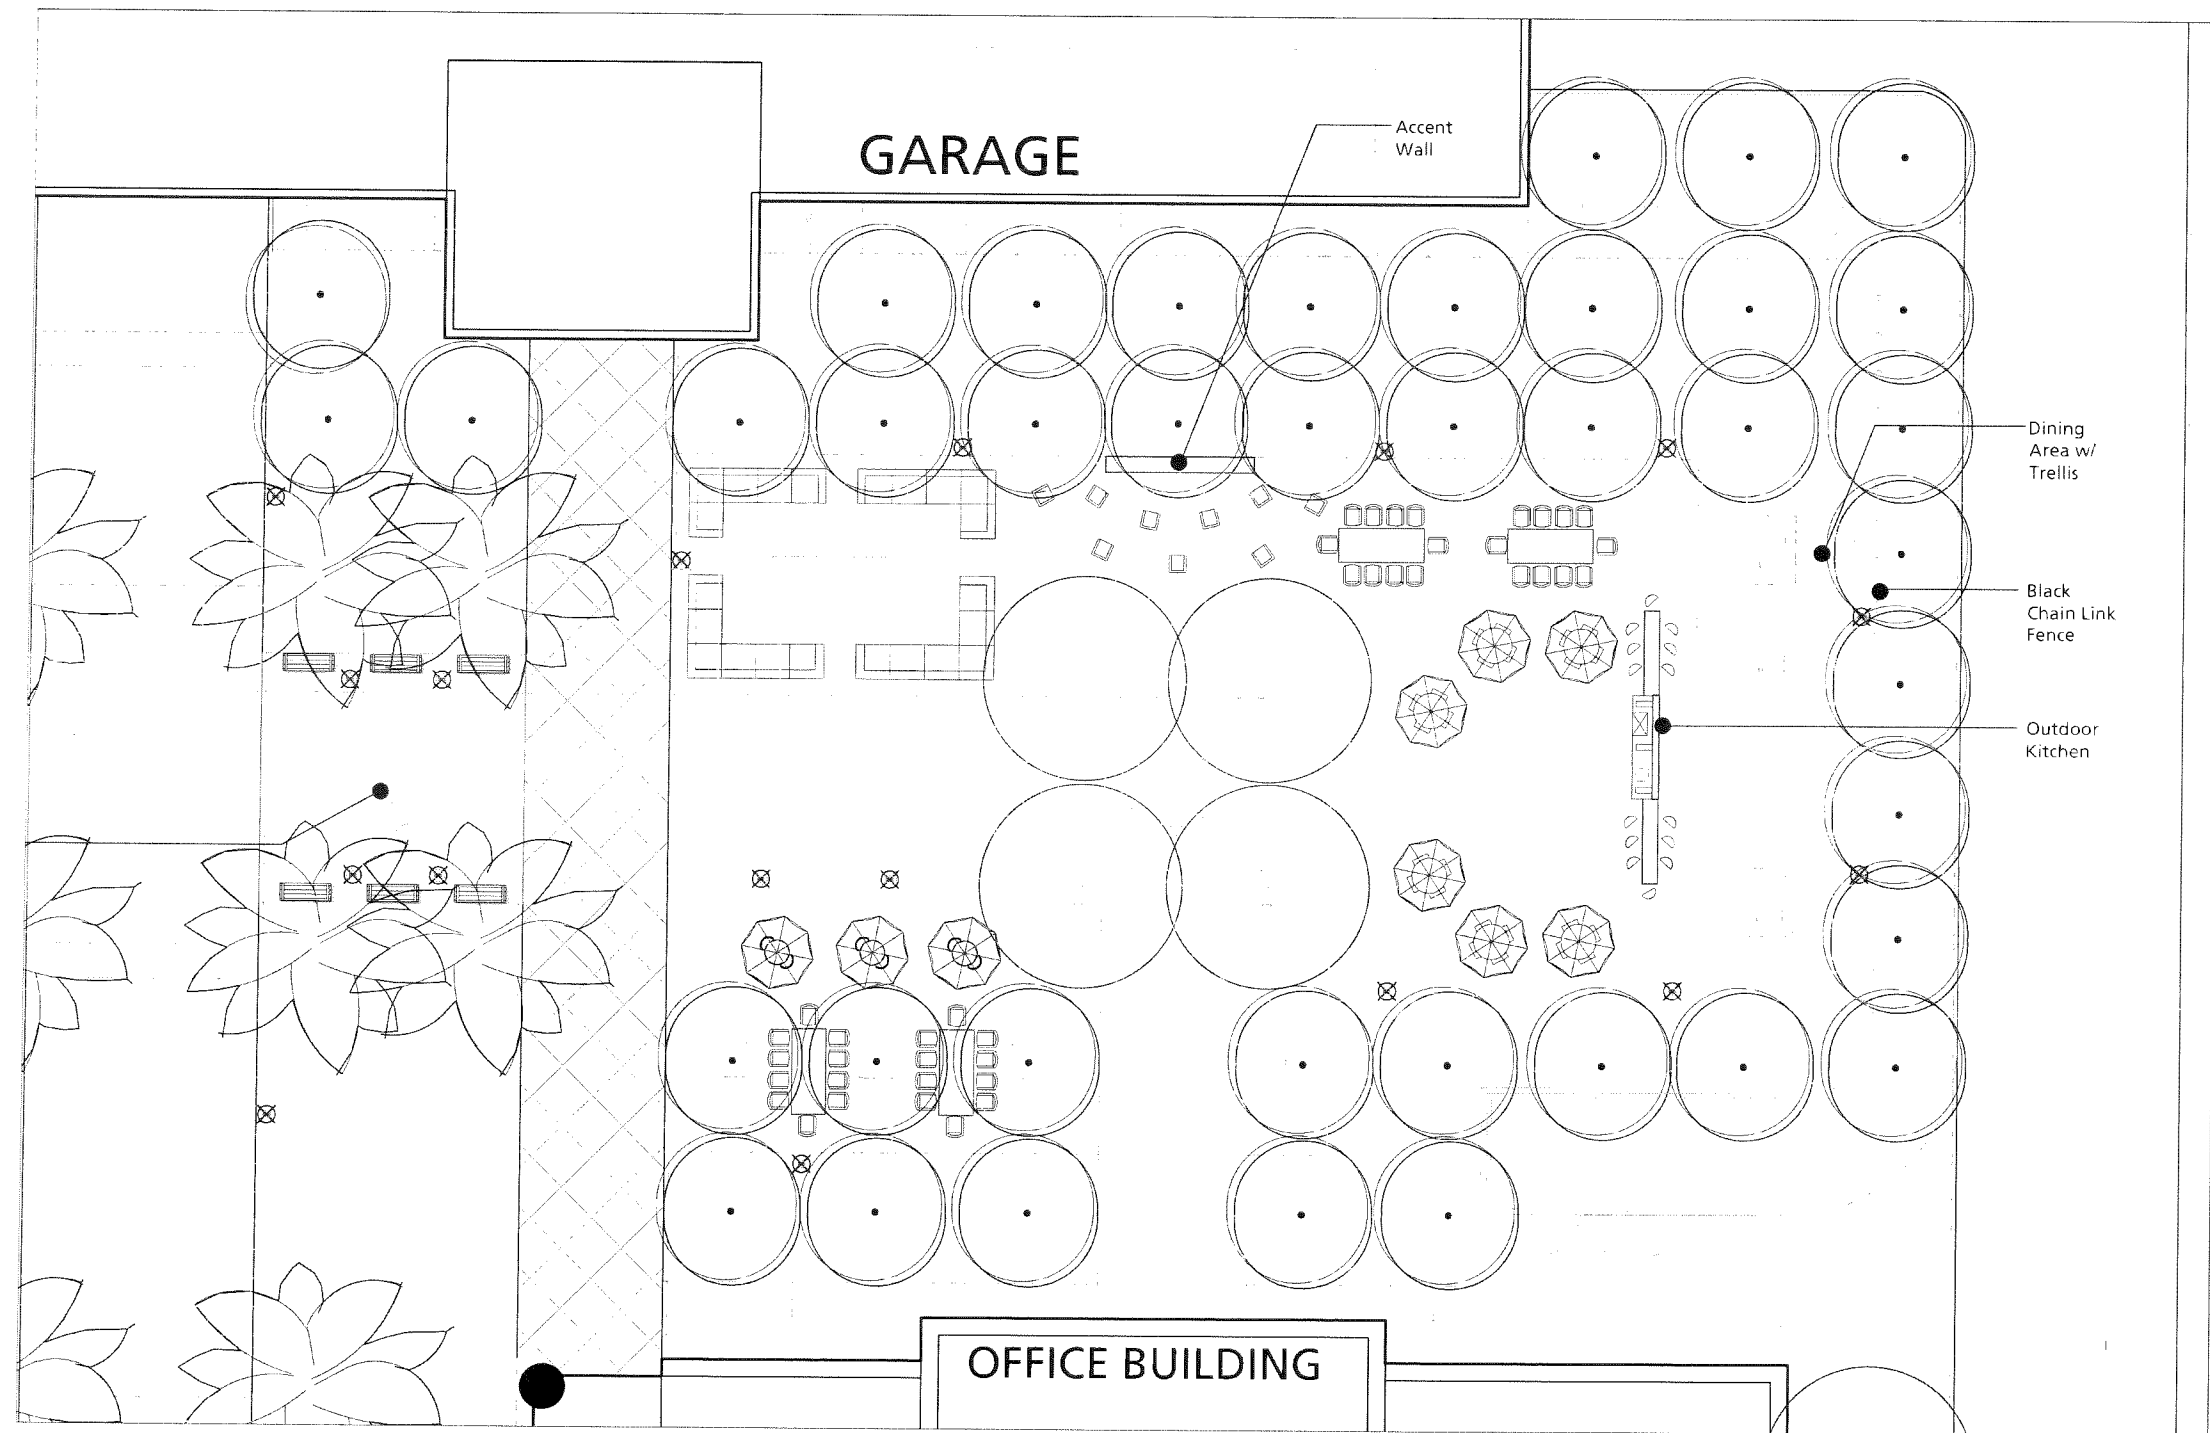 GARAGE
Accent
Wall
Dining
Area w/
Trellis
Black
Chain Link
Fence
Outdoor
Kitchen
OFFICE BUILDING